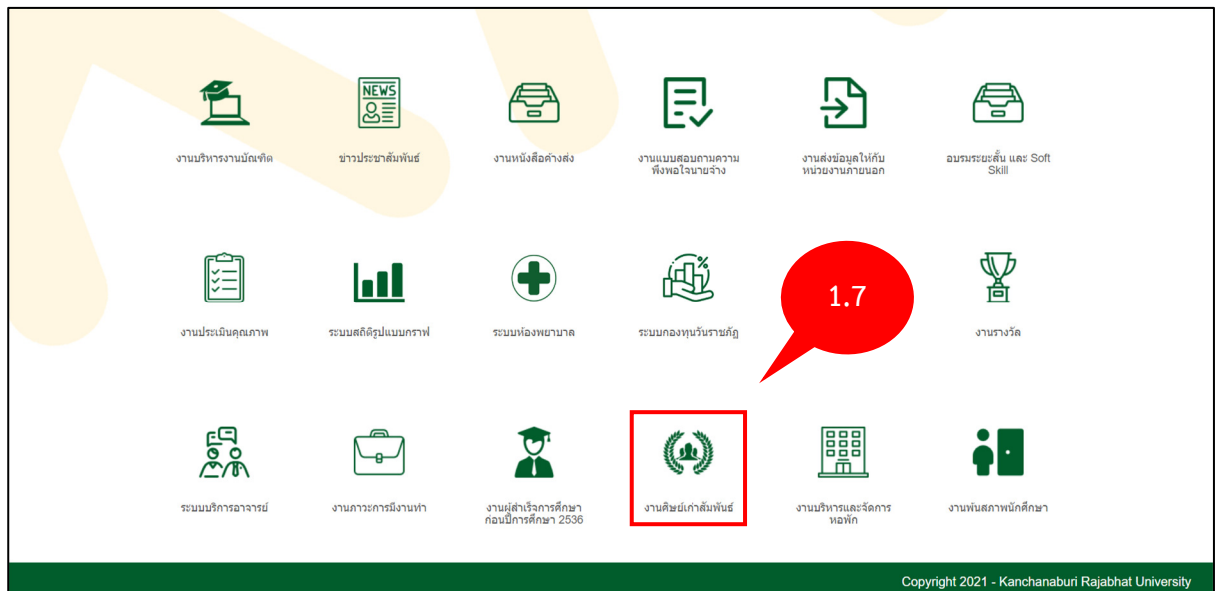 NEWS
งานบริหารงานบัณฑิต
ข่าวประชาสัมพันธ์
งานหนังสือค้างส่ง
งานแบบสอบถามความ
พึงพอใจนายจ้าง
งานส่งข้อมูลให้กับ
หน่วยงานภายนอก
อบรมระยะสั้น และ Soft
Skill
%
1.7
งานประเมินคุณภาพ
ระบบสถิติรูปแบบกราฟ
ระบบห้องพยาบาล
ระบบกองทุนวันราชภัฏ
งานรางวัล
ระบบบริการอาจารย์
งานภาวะการมีงานทำ
งานผู้สำเร็จการศึกษา
ก่อนปีการศึกษา 2536
งานศิษย์เก่าสัมพันธ์
งานบริหารและจัดการ
หอพัก
งานพ้นสภาพนักศึกษา
Copyright 2021 - Kanchanaburi Rajabhat University